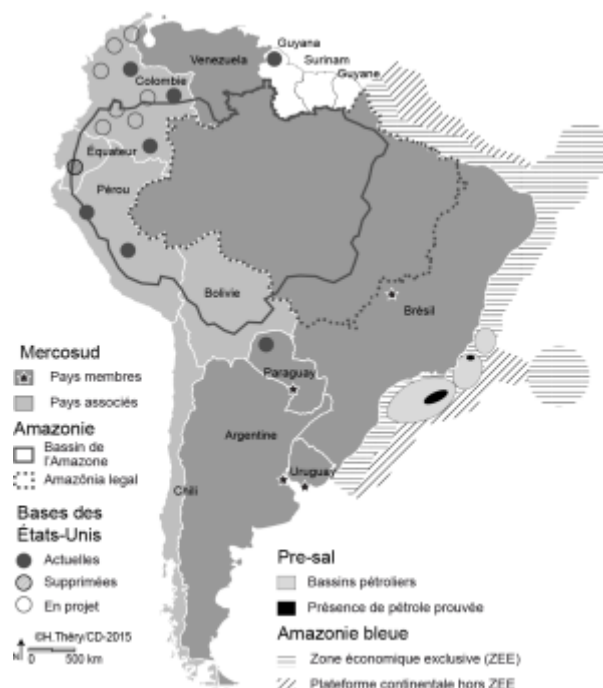 Venezuela
Guyana
Surinam
Guyane
Colombie
Équateur
Pérou
Bolivie
Brésil
Paraguay
Argentine
Uruguay
Chili
Mercosud
Pays membres
Pays associés
Amazonie
Bassin de
l'Amazone
Amazônia legal
Bases des
États-Unis
Actuelles
Supprimées
En projet
©H.Théry/CD-2015
N
0 500 km
Pre-sal
Bassins pétroliers
Présence de pétrole prouvée
Amazonie bleue
Zone économique exclusive (ZEE)
Plateforme continentale hors ZEE